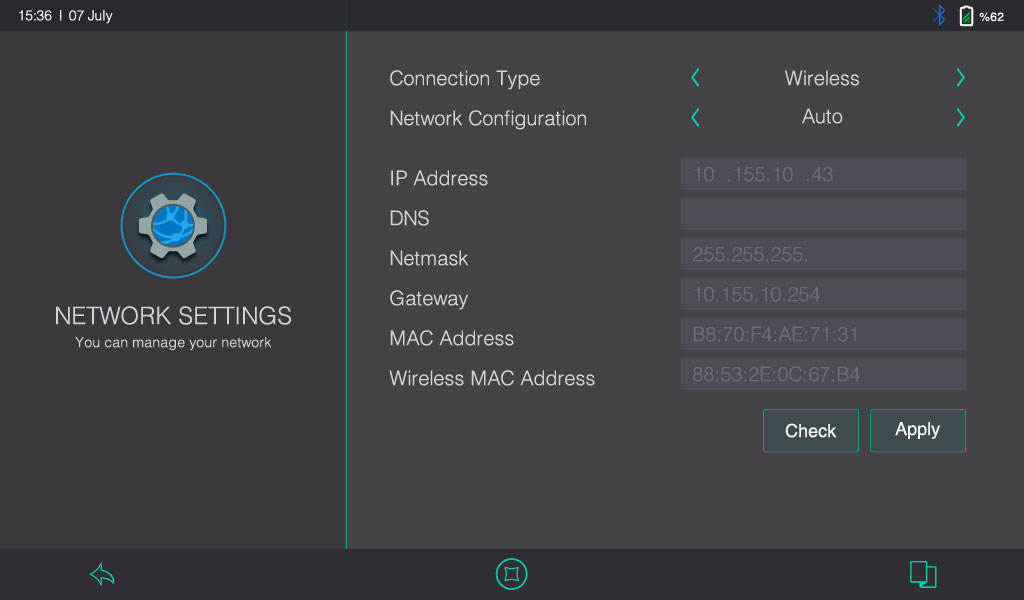 15:36 | 07 July
%62
NETWORK SETTINGS
You can manage your network
Connection Type
Wireless
Network Configuration
Auto
IP Address
10 .155.10 .43
DNS
Netmask
255.255.255.
Gateway
10.155.10.254
MAC Address
B8:70:F4:AE:71:31
Wireless MAC Address
88:53:2E:0C:67:B4
Check
Apply